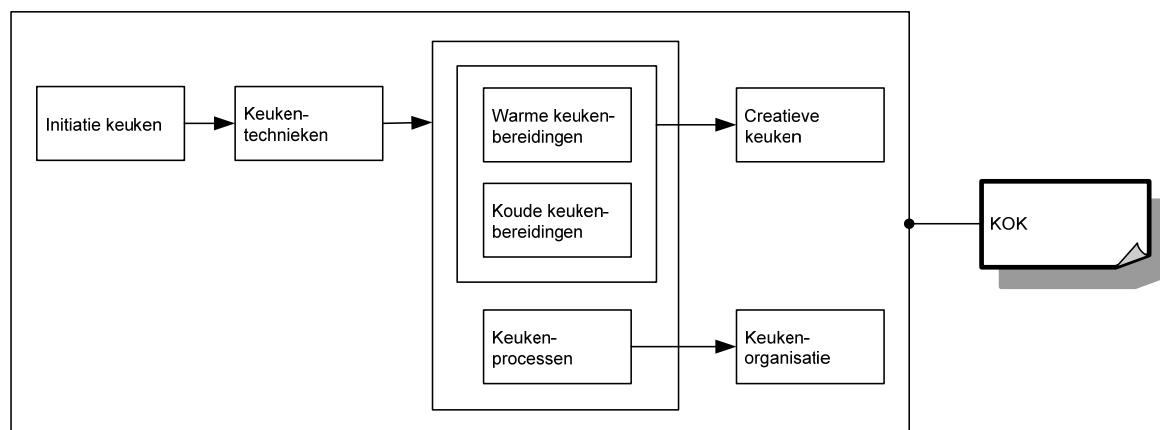 Initiatie keuken
Keuken-
technieken
Warme keuken-
bereidingen
Koude keuken-
bereidingen
Keuken-
processen
Creatieve
keuken
Keuken-
organisatie
KOK